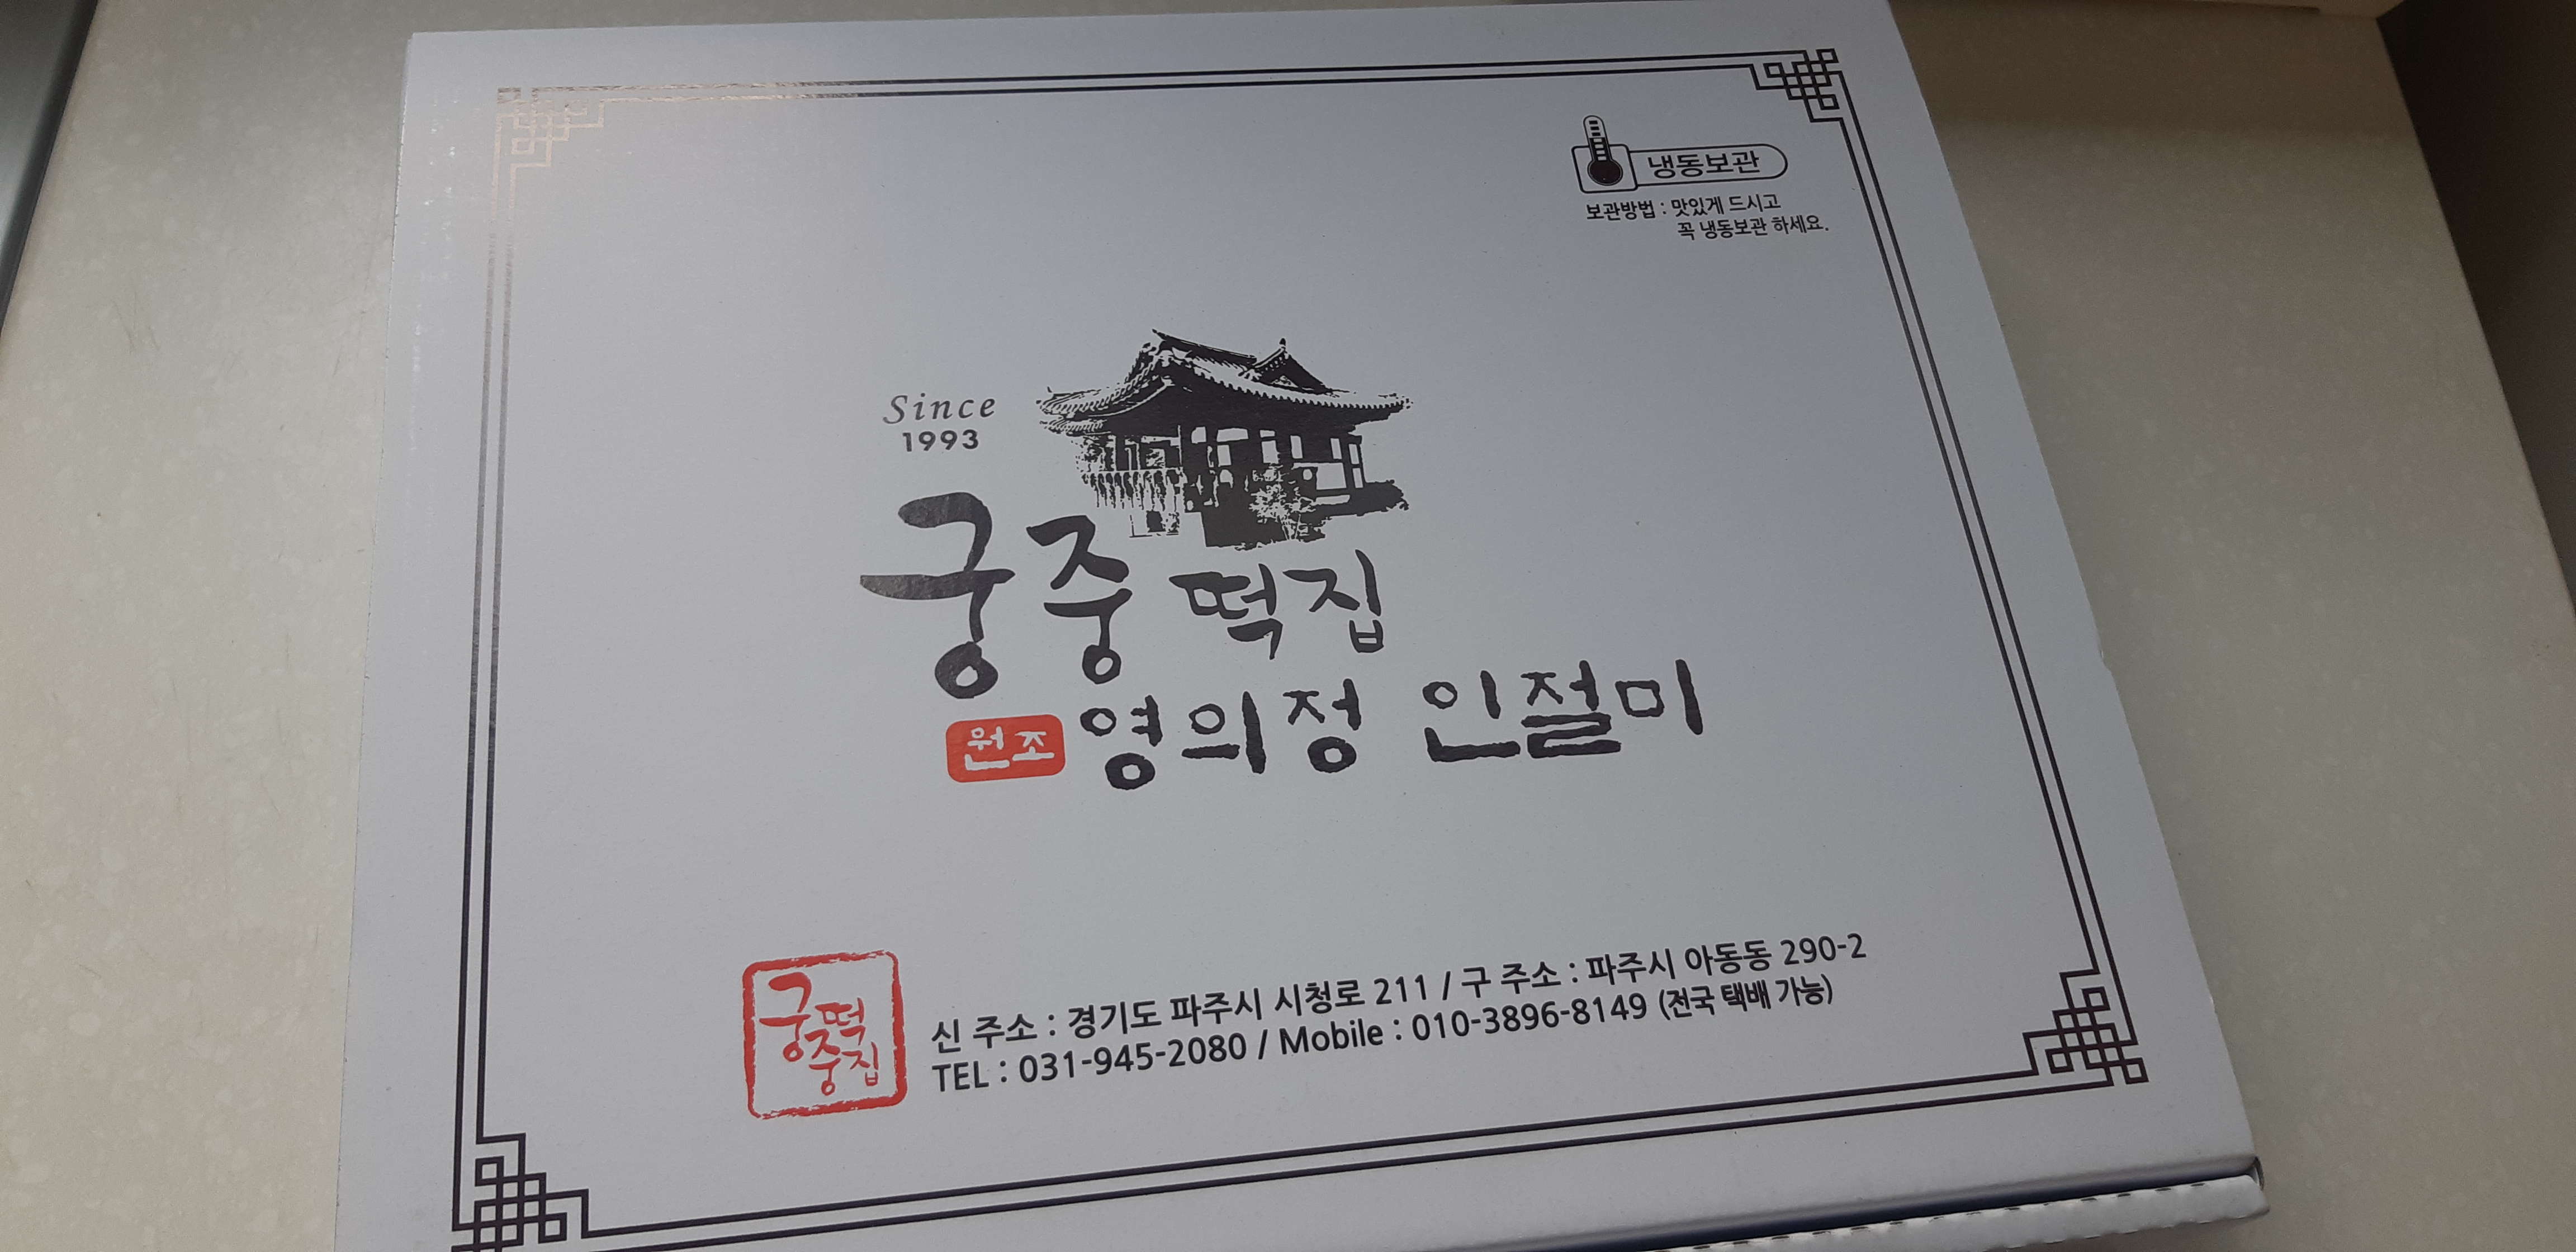 냉동보관
보관방법 : 맛있게 드시고
꼭 냉동보관 하세요.
Since
1993
궁중 떡집
원조 영의정 인절미
궁떡
중집
신 주소 : 경기도 파주시 시청로 211 / 구 주소 : 파주시 아동동 290-2
TEL : 031-945-2080 / Mobile : 010-3896-8149 (전국 택배 가능)